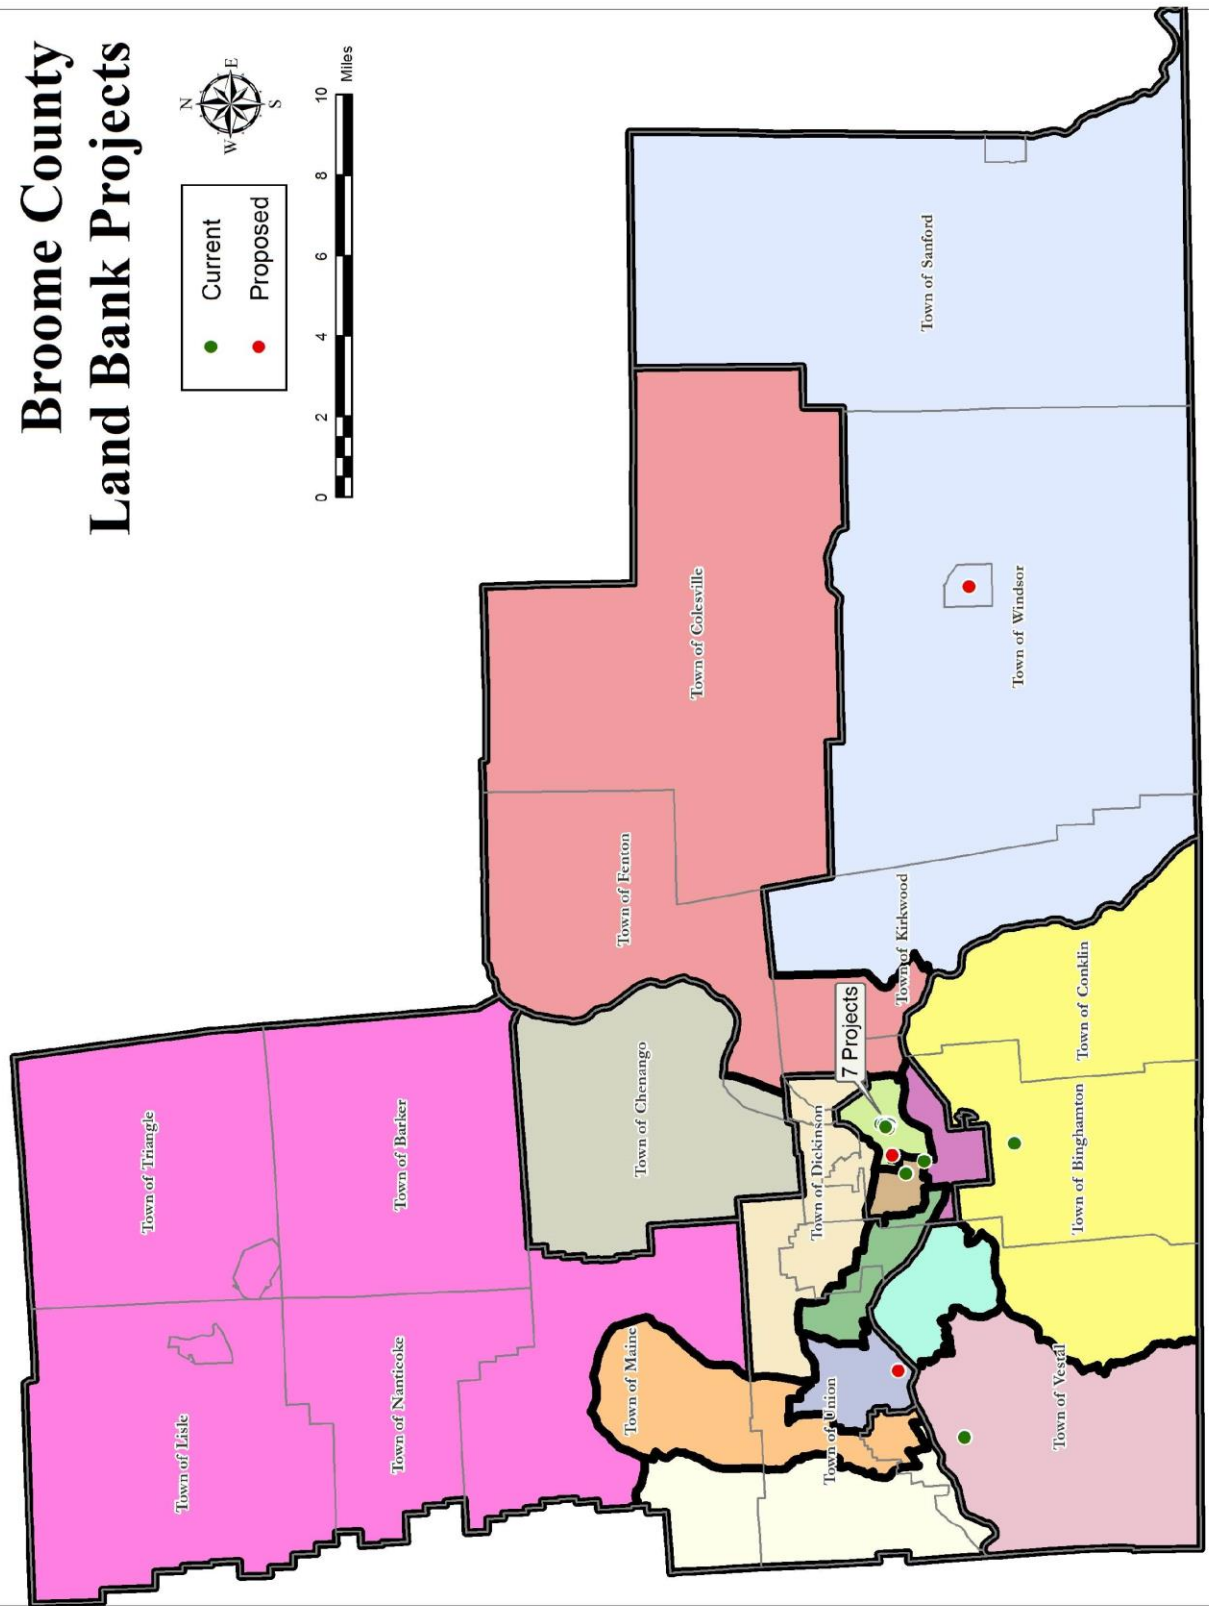 Broome County
Land Bank Projects
N
W
E
S
Current
Proposed
0
2
4
6
8
10
Miles
Town of Triangle
Town of Lisle
Town of Barker
Town of Nanticoke
Town of Chenango
Town of Maine
Town of Fenton
Town of Colesville
Town of Dickinson
Town of Union
7 Projects
Town of Kirkwood
Town of Sanford
Town of Windsor
Town of Vestal
Town of Binghamton
Town of Conklin